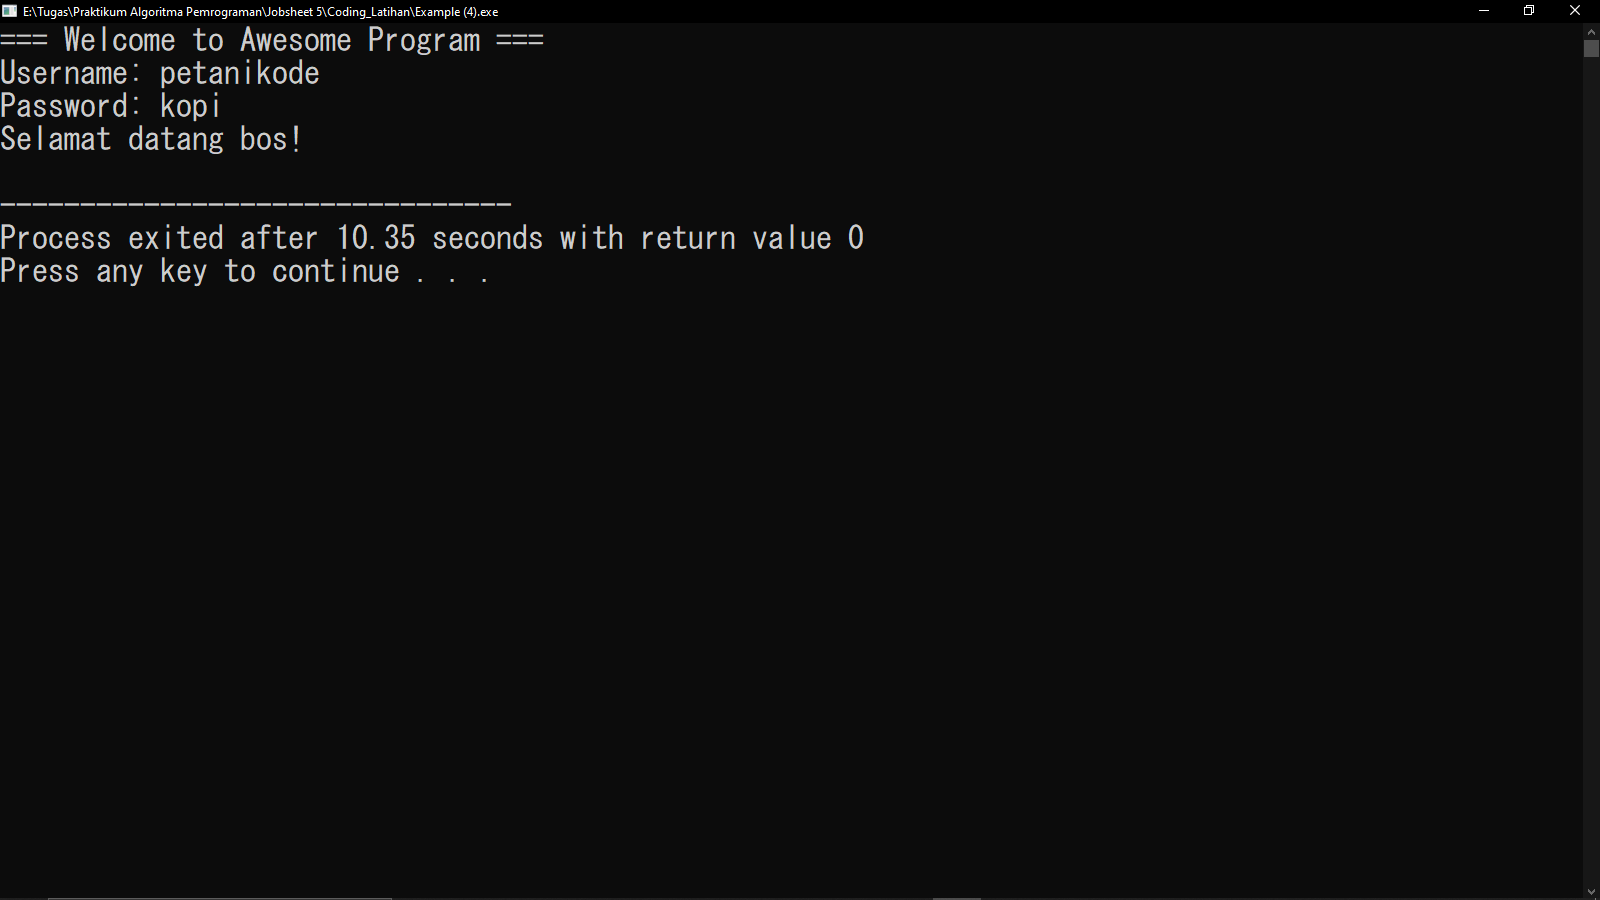 E:\Tugas\Praktikum Algoritma Pemrograman\Jobsheet 5\Coding_Latihan\Example (4).exe
=== Welcome to Awesome Program ===
Username: petanikode
Password: kopi
Selamat datang bos!
--------------------------------
Process exited after 10.35 seconds with return value 0
Press any key to continue . . .